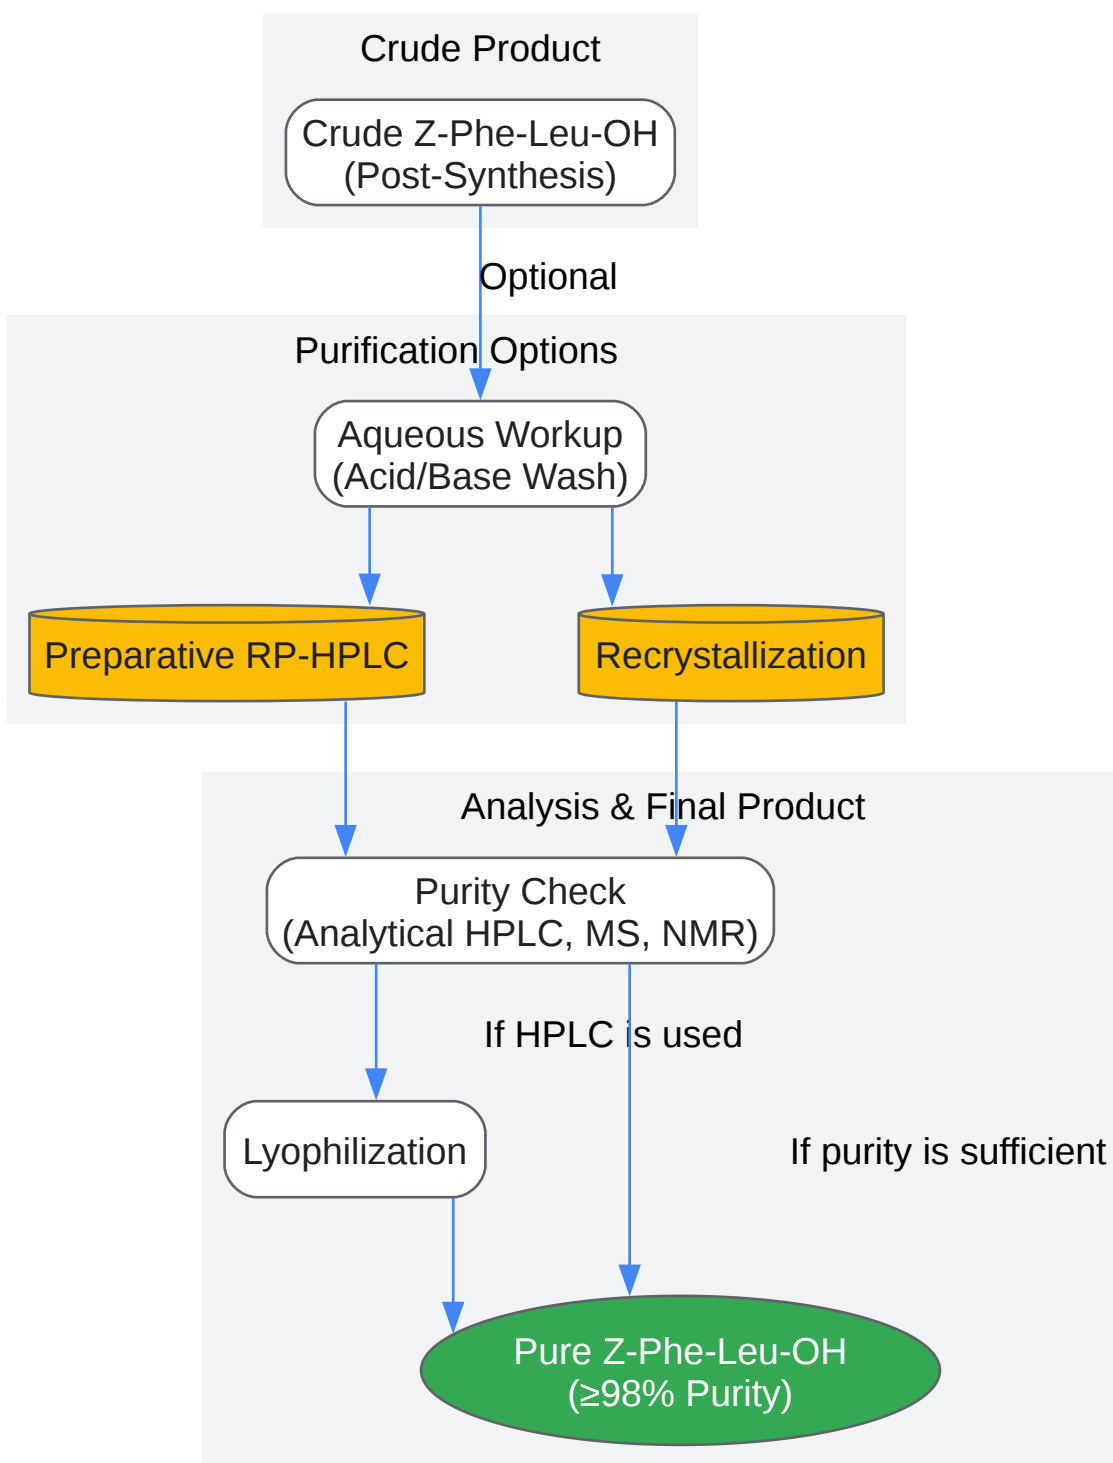 Crude Product
Crude Z-Phe-Leu-OH
(Post-Synthesis)
Optional
Purification Options
Aqueous Workup
(Acid/Base Wash)
Preparative RP-HPLC
Recrystallization
Analysis & Final Product
Purity Check
(Analytical HPLC, MS, NMR)
If HPLC is used
Lyophilization
If purity is sufficient
Pure Z-Phe-Leu-OH
(≥98% Purity)